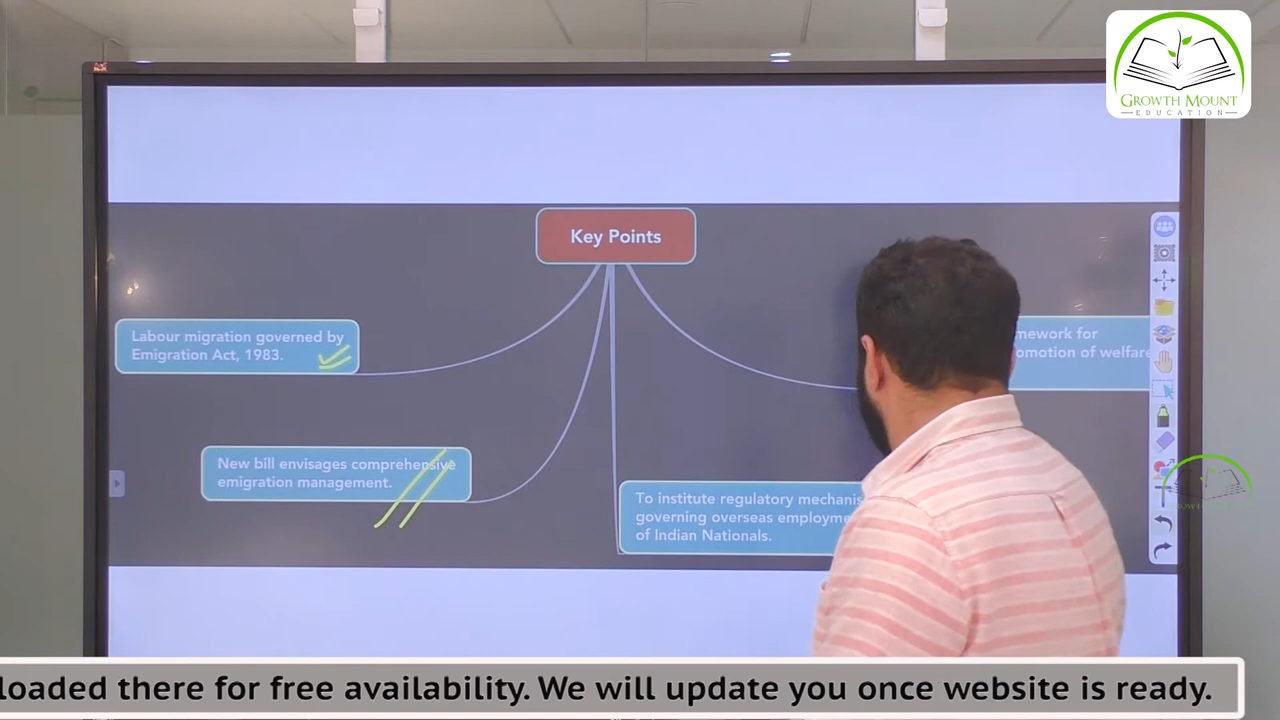 GROWTH MOUNT
EDUCATION
Key Points
Labour migration governed by
Emigration Act, 1983.
mework for
omotion of welfare
New bill envisages comprehensive
emigration management.
To institute regulatory mechanis
governing overseas employme
of Indian Nationals.
loaded there for free availability. We will update you once website is ready.